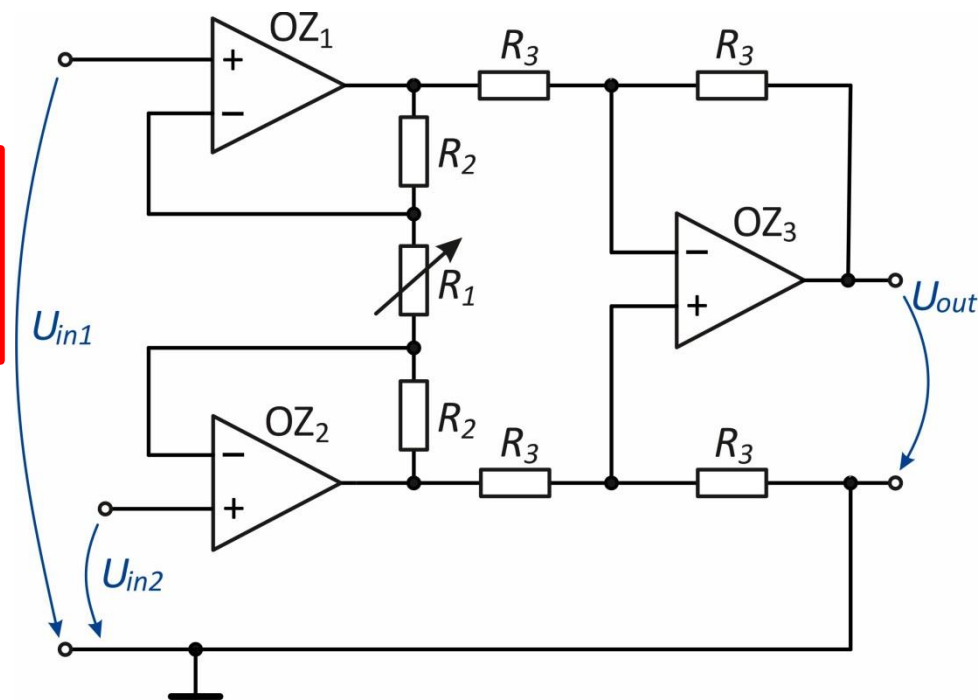 OZ₁
+
−
R₃
R₃
R₂
R₁
OZ₃
−
+
Uᵢₙ₁
Uₒᵤₜ
OZ₂
−
+
R₂
R₃
R₃
Uᵢₙ₂